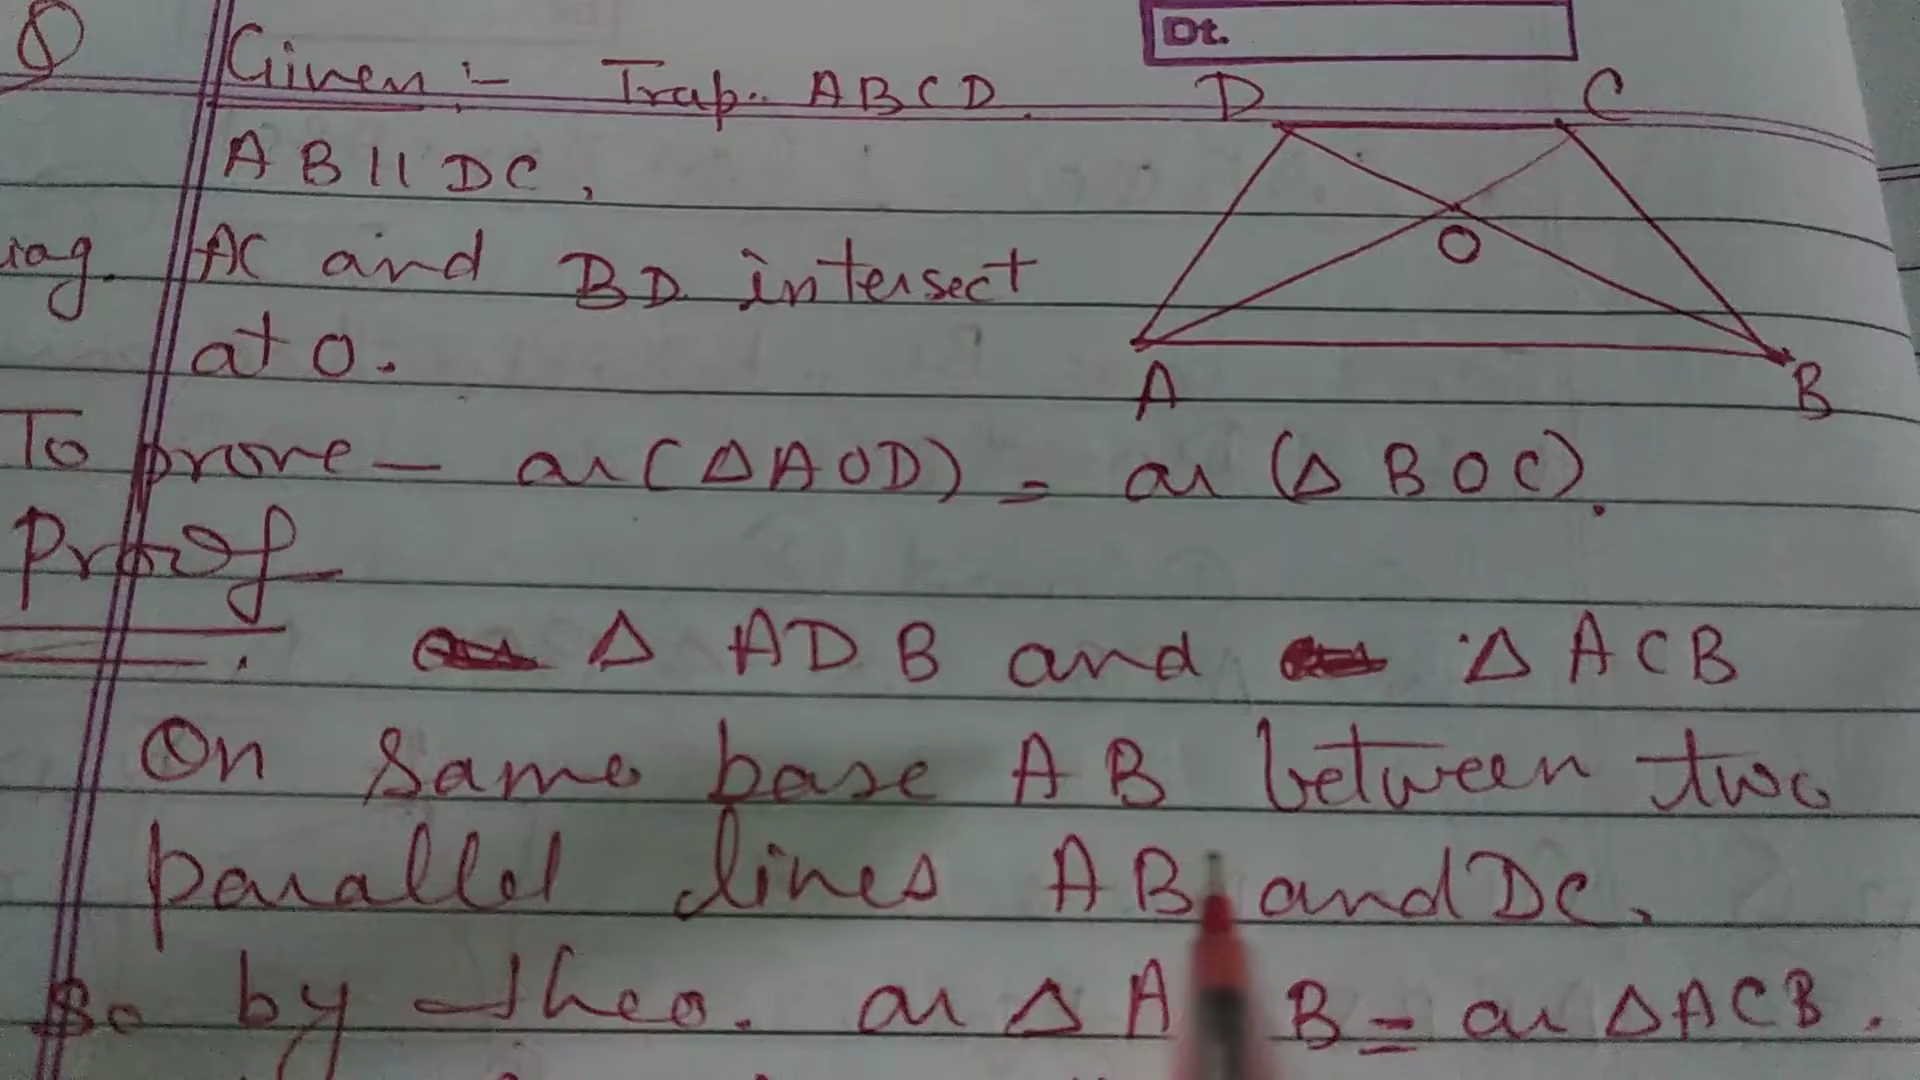 Q Given :- Trap. ABCD.
Dt.
D C
AB || DC,
Diag. AC and BD intersect
O
at O.
A B
To prove - ar (△AOD) = ar (△BOC).
Proof
△ ADB and △ ACB
On same base AB between two
parallel lines AB and DC.
So by theo. ar △ A B = ar △ACB.